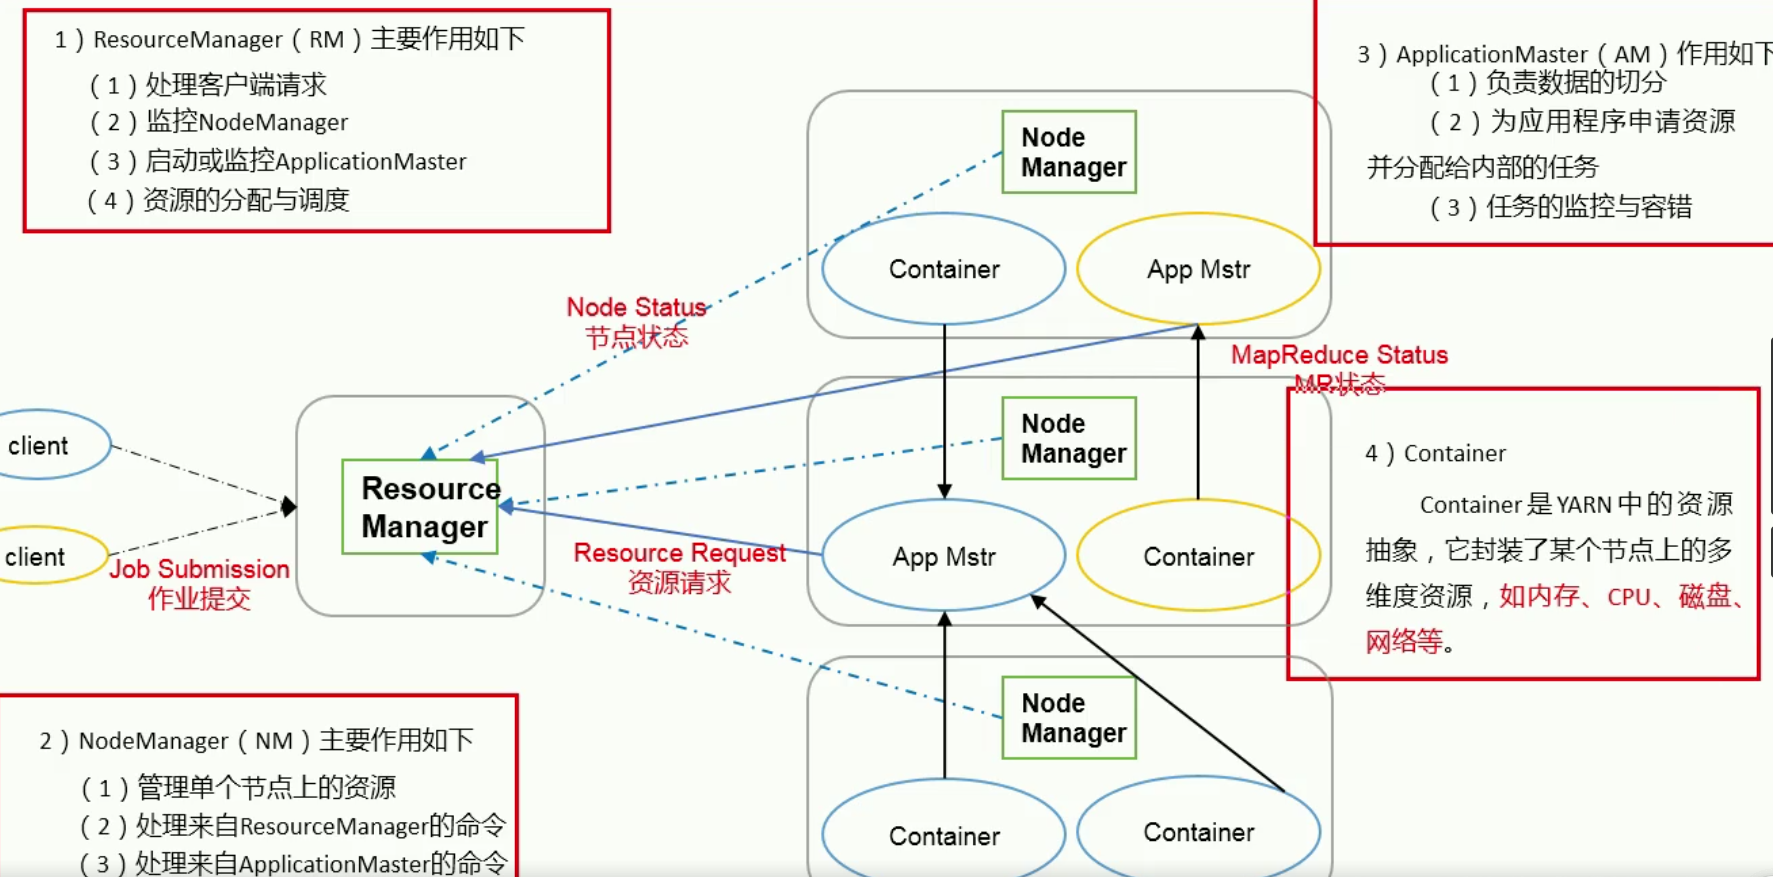 1）ResourceManager（RM）主要作用如下
（1）处理客户端请求
（2）监控NodeManager
（3）启动或监控ApplicationMaster
（4）资源的分配与调度
3）ApplicationMaster（AM）作用如下
（1）负责数据的切分
（2）为应用程序申请资源
并分配给内部的任务
（3）任务的监控与容错
Node
Manager
Container
App Mstr
Node Status
节点状态
MapReduce Status
MR状态
client
client
Job Submission
作业提交
Resource
Manager
Resource Request
资源请求
Node
Manager
App Mstr
Container
4）Container
Container是YARN中的资源
抽象，它封装了某个节点上的多
维度资源，如内存、CPU、磁盘、
网络等。
Node
Manager
Container
Container
2）NodeManager（NM）主要作用如下
（1）管理单个节点上的资源
（2）处理来自ResourceManager的命令
（3）处理来自ApplicationMaster的命令